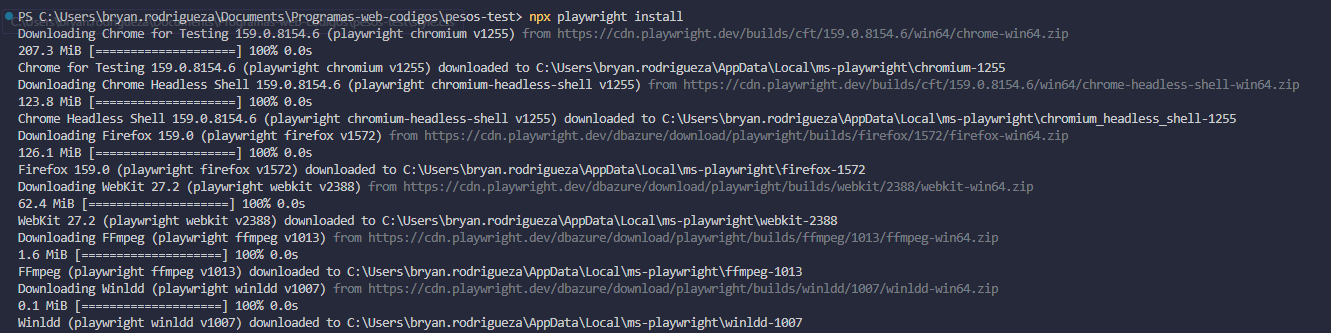 PS C:\Users\bryan.rodrigueza\Documents\Programas-web-codigos\pesos-test> npx playwright install
Downloading Chrome for Testing 159.0.8154.6 (playwright chromium v1255) from https://cdn.playwright.dev/builds/cft/159.0.8154.6/win64/chrome-win64.zip
207.3 MiB [====================] 100% 0.0s
Chrome for Testing 159.0.8154.6 (playwright chromium v1255) downloaded to C:\Users\bryan.rodrigueza\AppData\Local\ms-playwright\chromium-1255
Downloading Chrome Headless Shell 159.0.8154.6 (playwright chromium-headless-shell v1255) from https://cdn.playwright.dev/builds/cft/159.0.8154.6/win64/chrome-headless-shell-win64.zip
123.8 MiB [====================] 100% 0.0s
Chrome Headless Shell 159.0.8154.6 (playwright chromium-headless-shell v1255) downloaded to C:\Users\bryan.rodrigueza\AppData\Local\ms-playwright\chromium_headless_shell-1255
Downloading Firefox 159.0 (playwright firefox v1572) from https://cdn.playwright.dev/dbazure/download/playwright/builds/firefox/1572/firefox-win64.zip
126.1 MiB [====================] 100% 0.0s
Firefox 159.0 (playwright firefox v1572) downloaded to C:\Users\bryan.rodrigueza\AppData\Local\ms-playwright\firefox-1572
Downloading WebKit 27.2 (playwright webkit v2388) from https://cdn.playwright.dev/dbazure/download/playwright/builds/webkit/2388/webkit-win64.zip
62.4 MiB [====================] 100% 0.0s
WebKit 27.2 (playwright webkit v2388) downloaded to C:\Users\bryan.rodrigueza\AppData\Local\ms-playwright\webkit-2388
Downloading FFmpeg (playwright ffmpeg v1013) from https://cdn.playwright.dev/dbazure/download/playwright/builds/ffmpeg/1013/ffmpeg-win64.zip
1.6 MiB [====================] 100% 0.0s
FFmpeg (playwright ffmpeg v1013) downloaded to C:\Users\bryan.rodrigueza\AppData\Local\ms-playwright\ffmpeg-1013
Downloading Winldd (playwright winldd v1007) from https://cdn.playwright.dev/dbazure/download/playwright/builds/winldd/1007/winldd-win64.zip
0.1 MiB [====================] 100% 0.0s
Winldd (playwright winldd v1007) downloaded to C:\Users\bryan.rodrigueza\AppData\Local\ms-playwright\winldd-1007